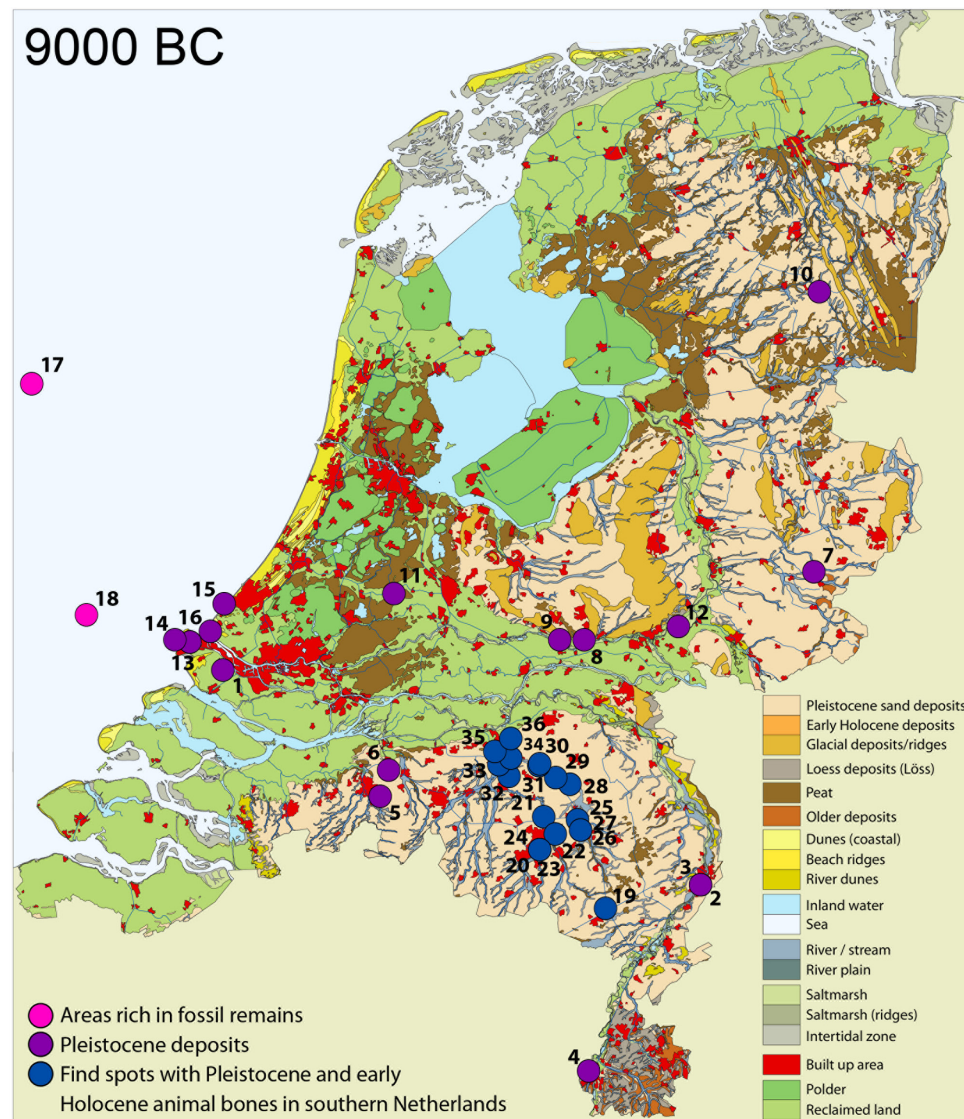 9000 BC
10
17
7
11
15
18
16
14
12
9
8
13
1
36
35
34
30
6
29
33
31
28
32
5
21
25
27
24
26
22
20
23
3
19
2
4
Pleistocene sand deposits
Early Holocene deposits
Glacial deposits/ridges
Loess deposits (Löss)
Peat
Older deposits
Dunes (coastal)
Beach ridges
River dunes
Inland water
Sea
River / stream
River plain
Saltmarsh
Saltmarsh (ridges)
Intertidal zone
Built up area
Polder
Reclaimed land
Areas rich in fossil remains
Pleistocene deposits
Find spots with Pleistocene and early
Holocene animal bones in southern Netherlands